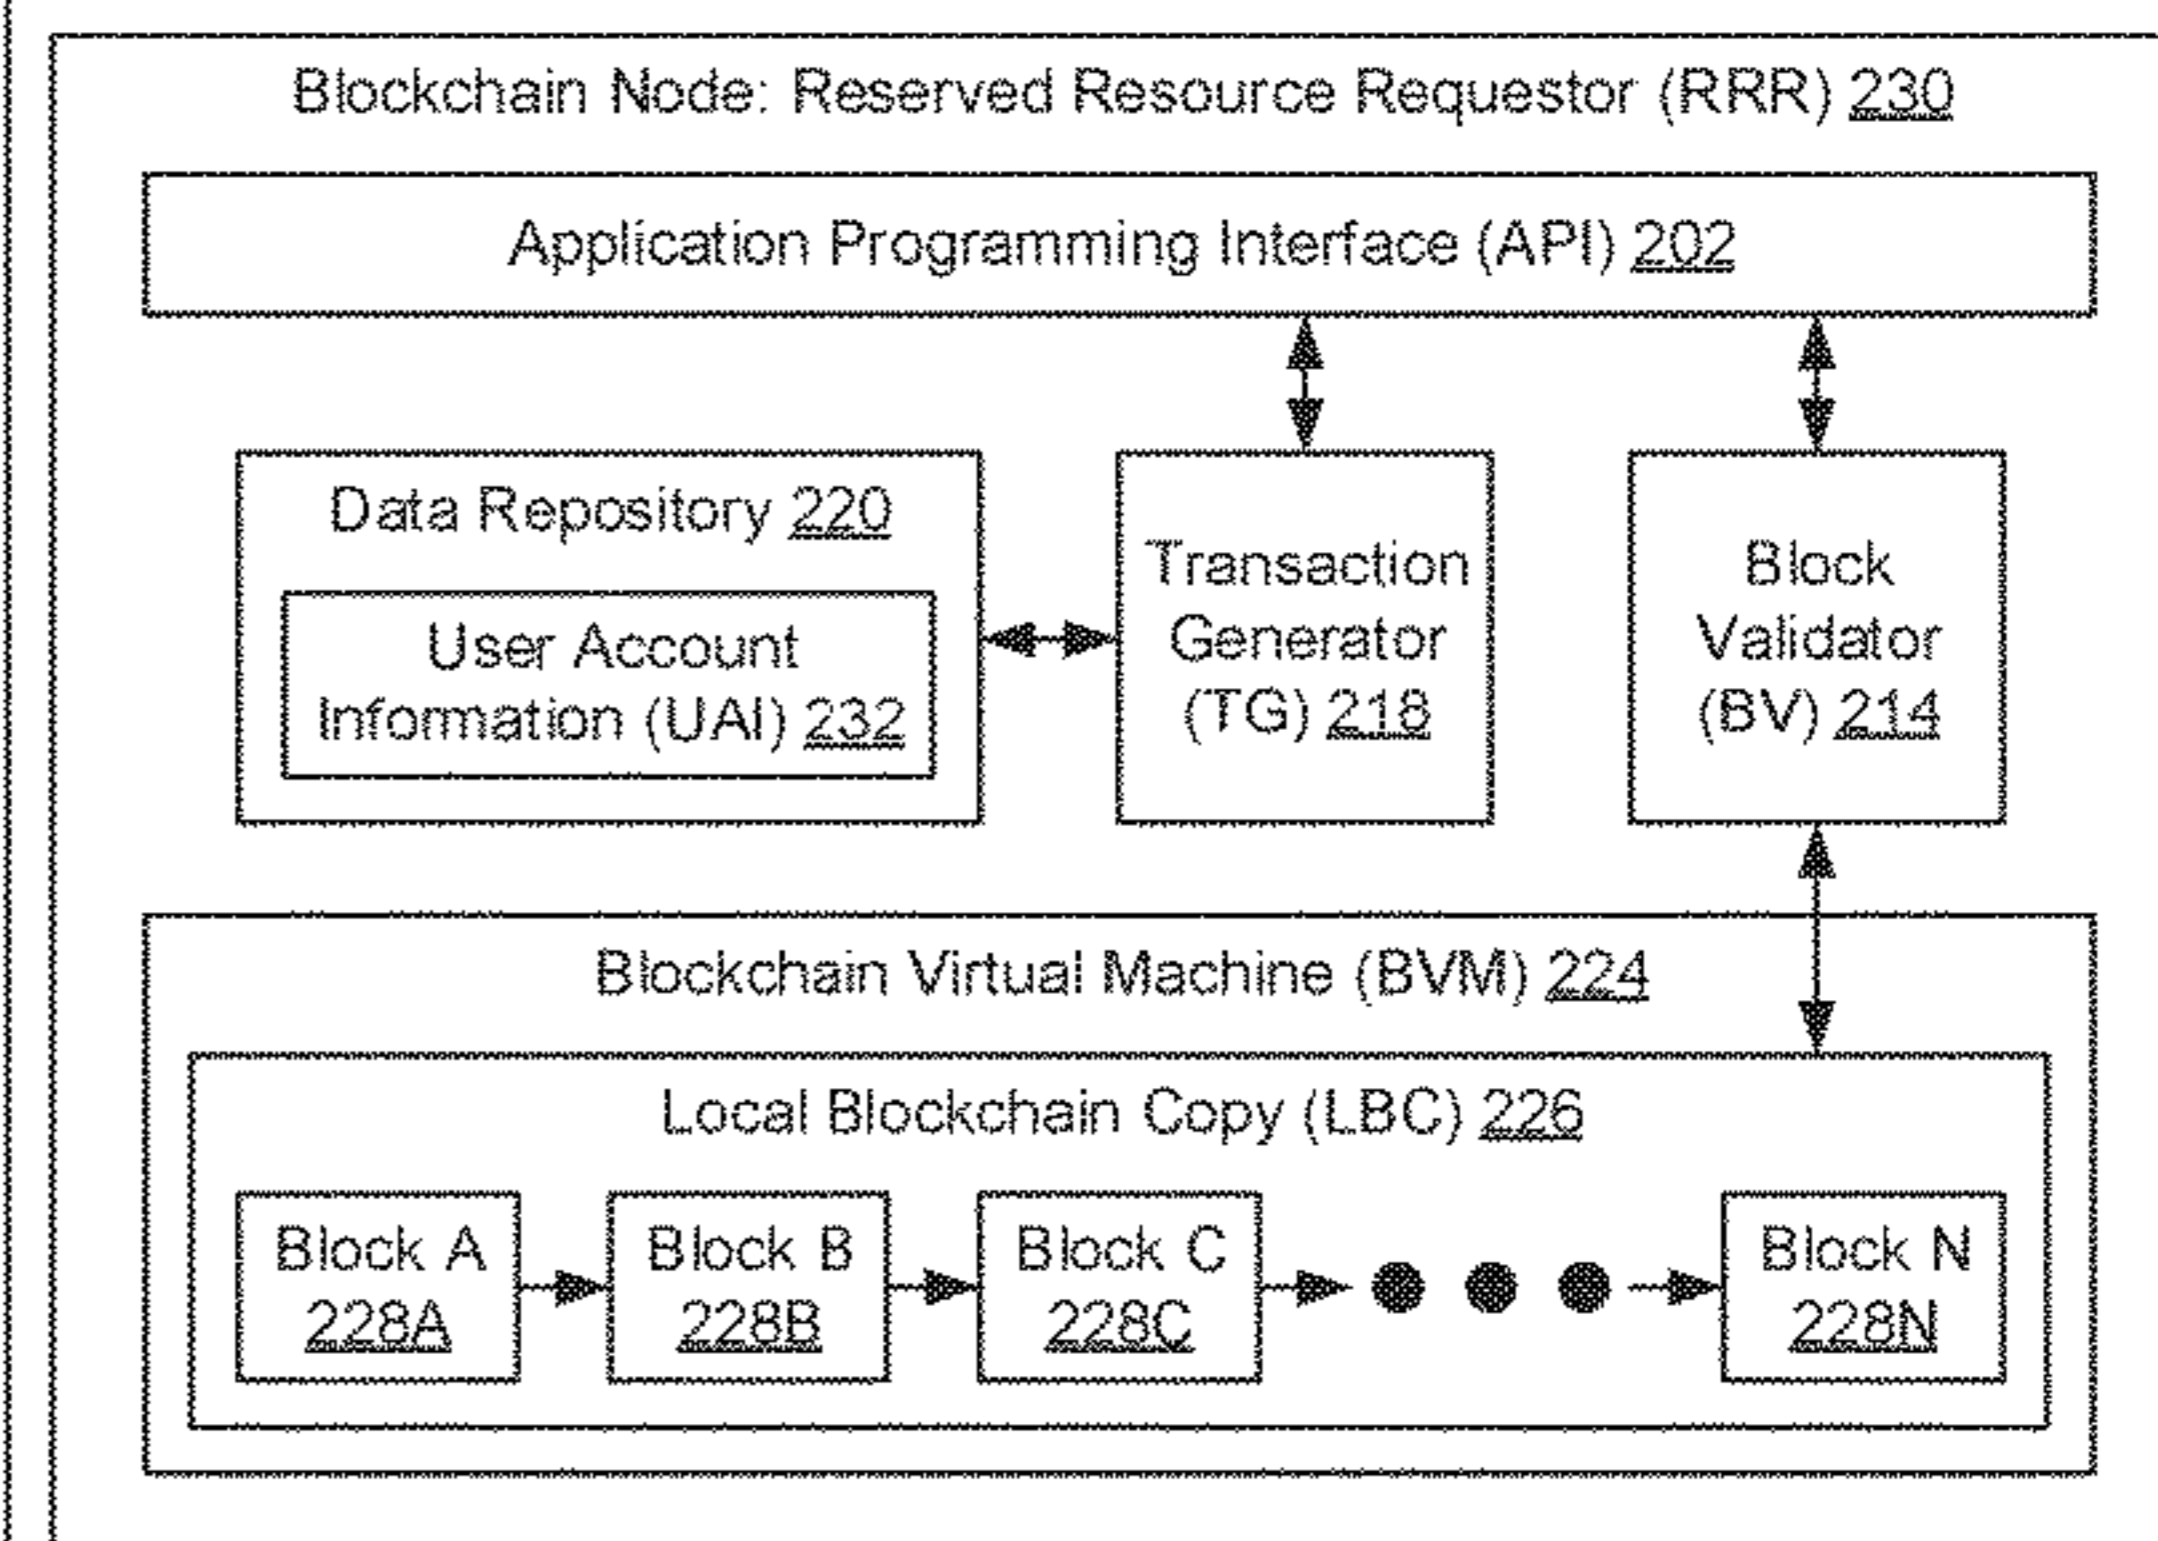 Blockchain Node: Reserved Resource Requestor (RRR) 230
Application Programming Interface (API) 202
Data Repository 220
User Account
Information (UAI) 232
Transaction
Generator
(TG) 218
Block
Validator
(BV) 214
Blockchain Virtual Machine (BVM) 224
Local Blockchain Copy (LBC) 226
Block A
228A
Block B
228B
Block C
228C
Block N
228N